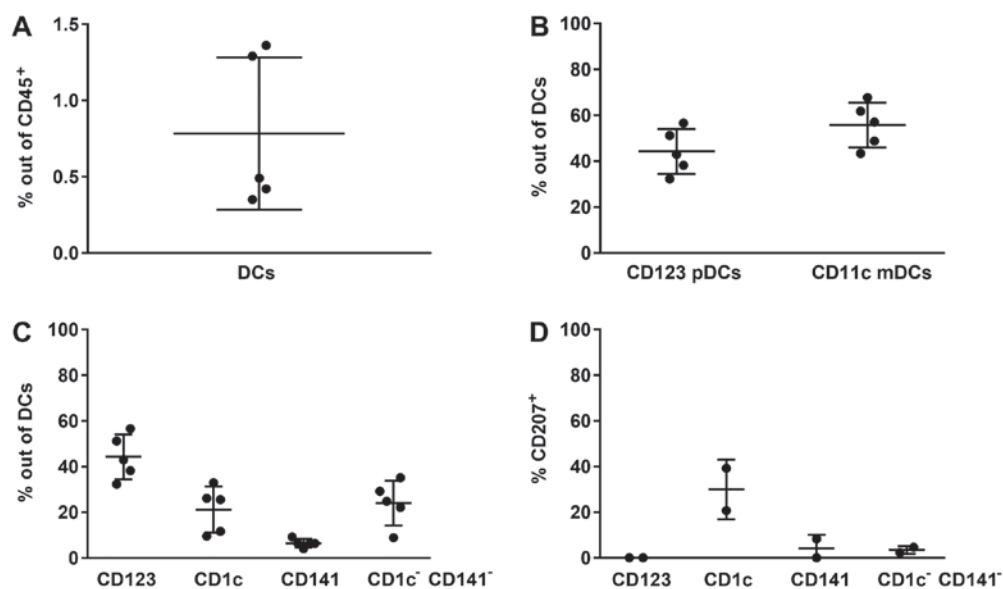 A
% out of CD45⁺
1.5
1.0
0.5
0.0
DCs
B
% out of DCs
100
80
60
40
20
0
CD123 pDCs CD11c mDCs
C
% out of DCs
100
80
60
40
20
0
CD123 CD1c CD141 CD1c⁻ CD141⁻
D
% CD207⁺
100
80
60
40
20
0
CD123 CD1c CD141 CD1c⁻ CD141⁻